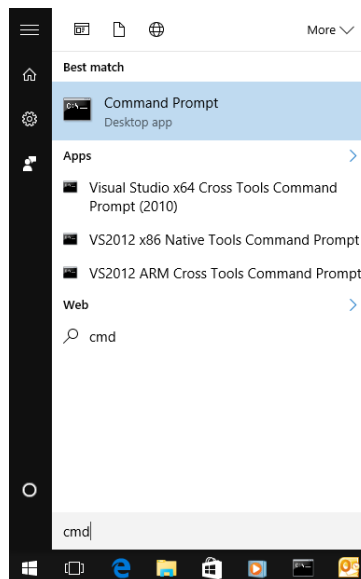 More
Best match
Command Prompt
Desktop app
Apps
Visual Studio x64 Cross Tools Command
Prompt (2010)
VS2012 x86 Native Tools Command Prompt
VS2012 ARM Cross Tools Command Prompt
Web
cmd
cmd